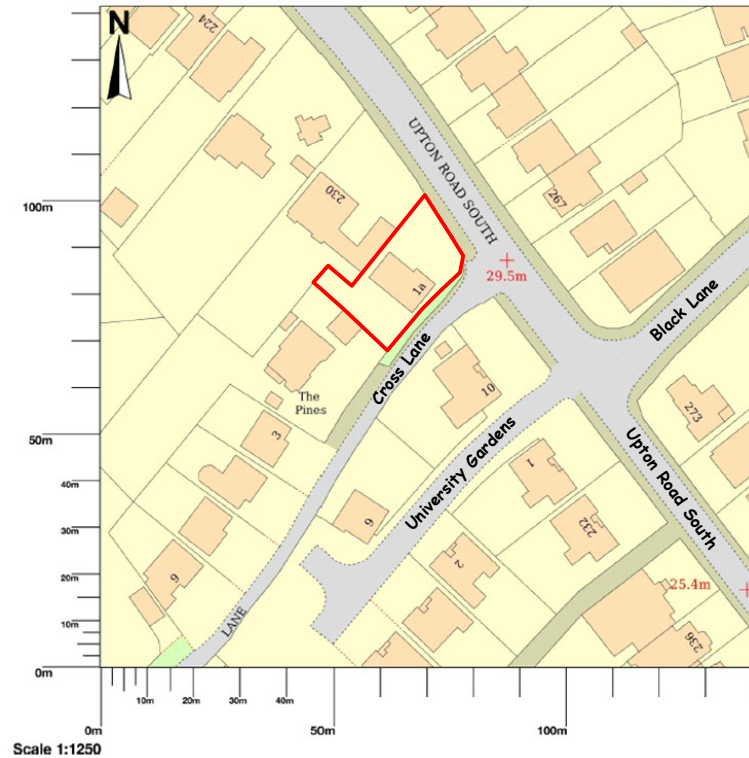 N
224
UPTON ROAD SOUTH
230
267
100m
29.5m
1a
Black Lane
Cross Lane
The
Pines
10
273
50m
3
University Gardens
Upton Road South
40m
1
30m
9
232
20m
2
25.4m
9
10m
LANE
236
0m
10m
20m
30m
40m
0m
50m
100m
Scale 1:1250